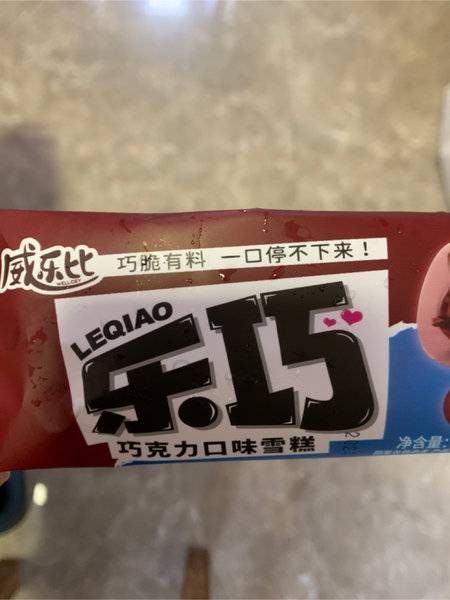 威乐比
WELLOBY
巧脆有料 一口停不下来！
LEQIAO
乐巧
巧克力口味雪糕
净含量: